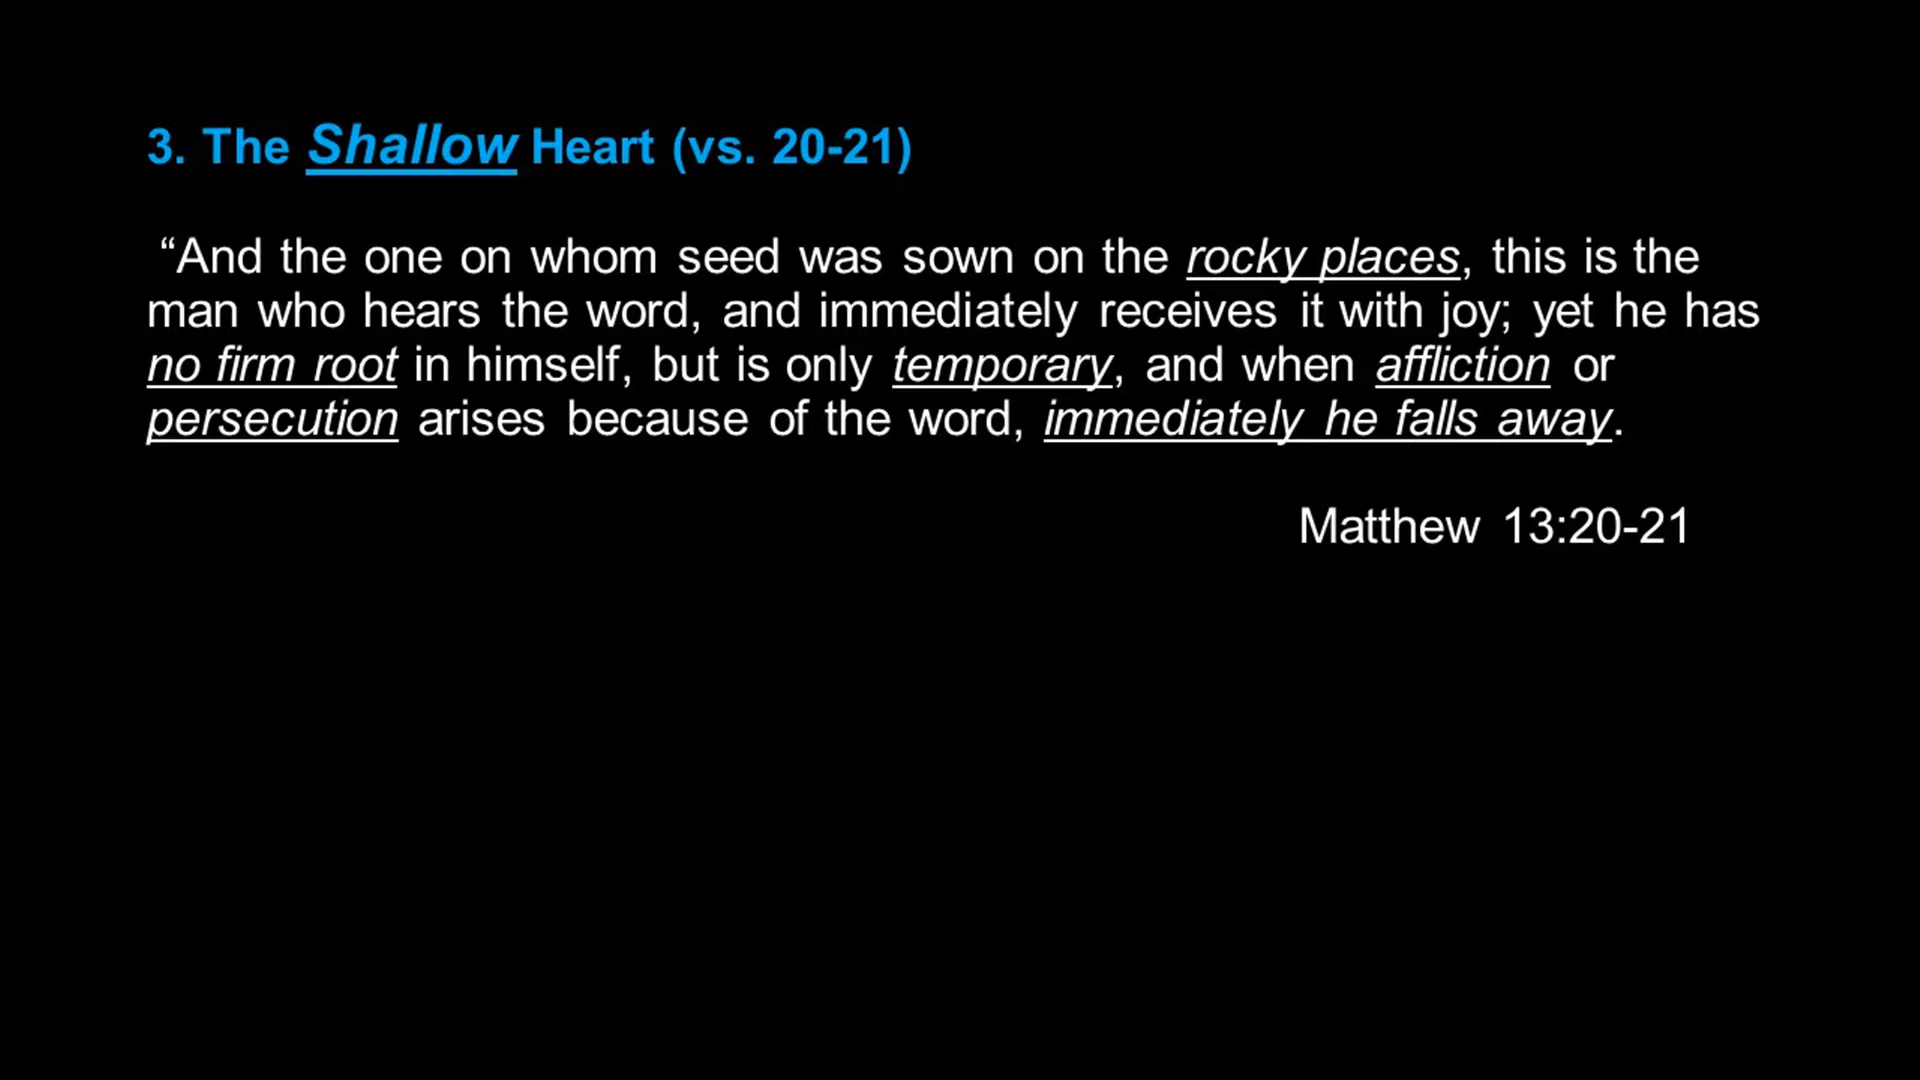 3. The Shallow Heart (vs. 20-21)
“And the one on whom seed was sown on the rocky places, this is the
man who hears the word, and immediately receives it with joy; yet he has
no firm root in himself, but is only temporary, and when affliction or
persecution arises because of the word, immediately he falls away.
Matthew 13:20-21